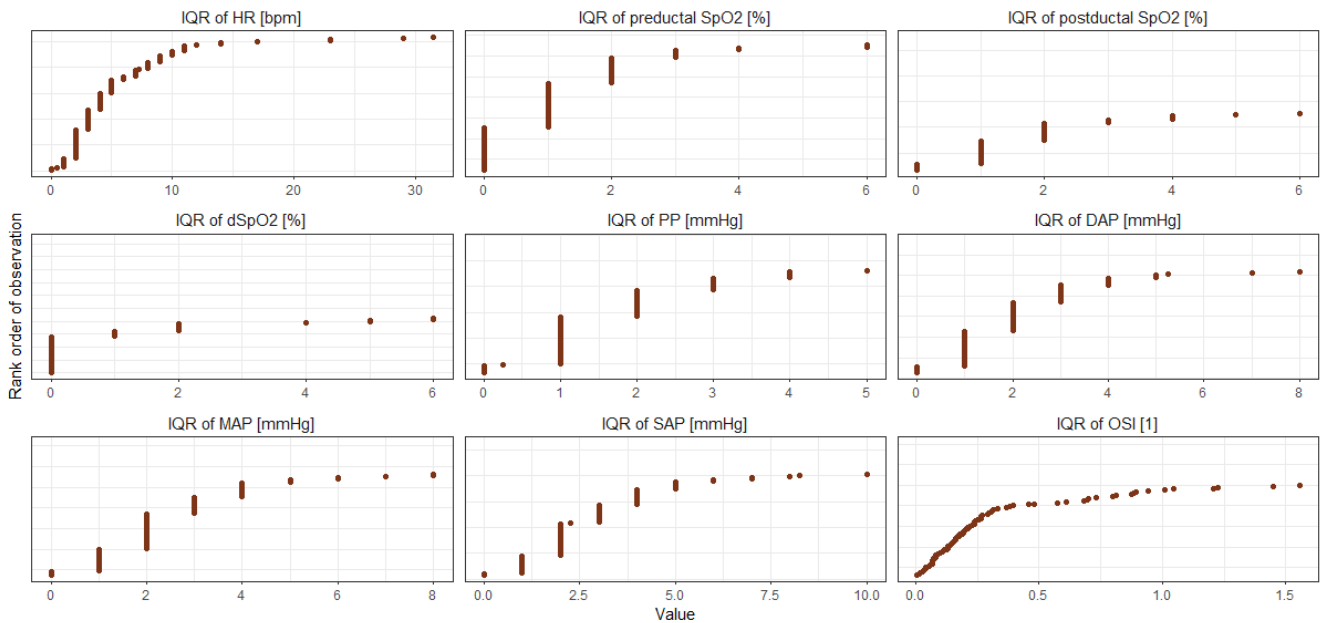 IQR of HR [bpm]
IQR of preductal SpO2 [%]
IQR of postductal SpO2 [%]
0 10 20 30
0 2 4 6
0 2 4 6
Rank order of observation
IQR of dSpO2 [%]
IQR of PP [mmHg]
IQR of DAP [mmHg]
0 2 4 6
0 1 2 3 4 5
0 2 4 6 8
IQR of MAP [mmHg]
IQR of SAP [mmHg]
IQR of OSI [1]
0 2 4 6 8
0.0 2.5 5.0 7.5 10.0
0.0 0.5 1.0 1.5
Value